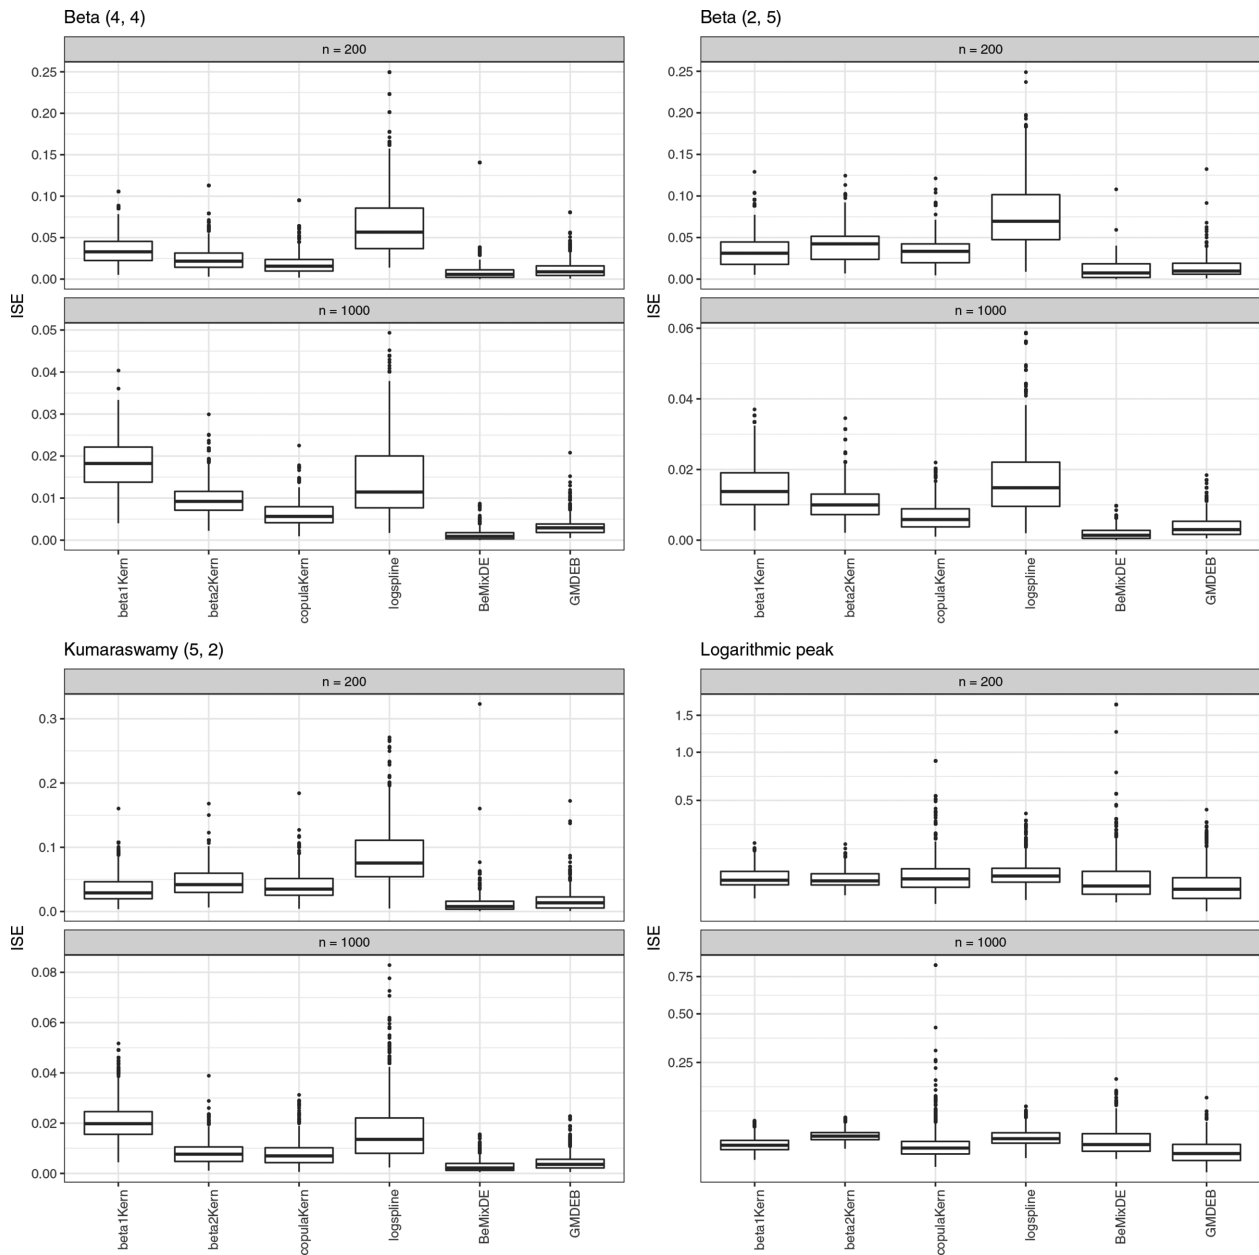 Beta (4, 4)
n = 200
0.25
0.20
0.15
0.10
0.05
0.00
ISE
n = 1000
0.05
0.04
0.03
0.02
0.01
0.00
beta1Kern
beta2Kern
copulaKern
logspline
BeMixDE
GMDEB
Beta (2, 5)
n = 200
0.25
0.20
0.15
0.10
0.05
0.00
ISE
n = 1000
0.06
0.04
0.02
0.00
beta1Kern
beta2Kern
copulaKern
logspline
BeMixDE
GMDEB
Kumaraswamy (5, 2)
n = 200
0.3
0.2
0.1
0.0
ISE
n = 1000
0.08
0.06
0.04
0.02
0.00
beta1Kern
beta2Kern
copulaKern
logspline
BeMixDE
GMDEB
Logarithmic peak
n = 200
1.5
1.0
0.5
ISE
n = 1000
0.75
0.50
0.25
beta1Kern
beta2Kern
copulaKern
logspline
BeMixDE
GMDEB